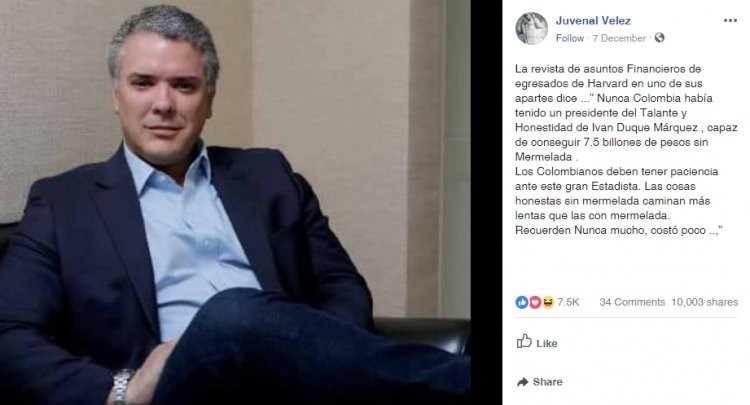 Juvenal Velez
Follow · 7 December ·
La revista de asuntos Financieros de
egresados de Harvard en uno de sus
apartes dice ...” Nunca Colombia había
tenido un presidente del Talante y
Honestidad de Ivan Duque Márquez , capaz
de conseguir 7.5 billones de pesos sin
Mermelada .
Los Colombianos deben tener paciencia
ante este gran Estadista. Las cosas
honestas sin mermelada caminan más
lentas que las con mermelada.
Recuerden Nunca mucho, costó poco ..,”
7.5K 34 Comments 10,003 shares
Like
Share